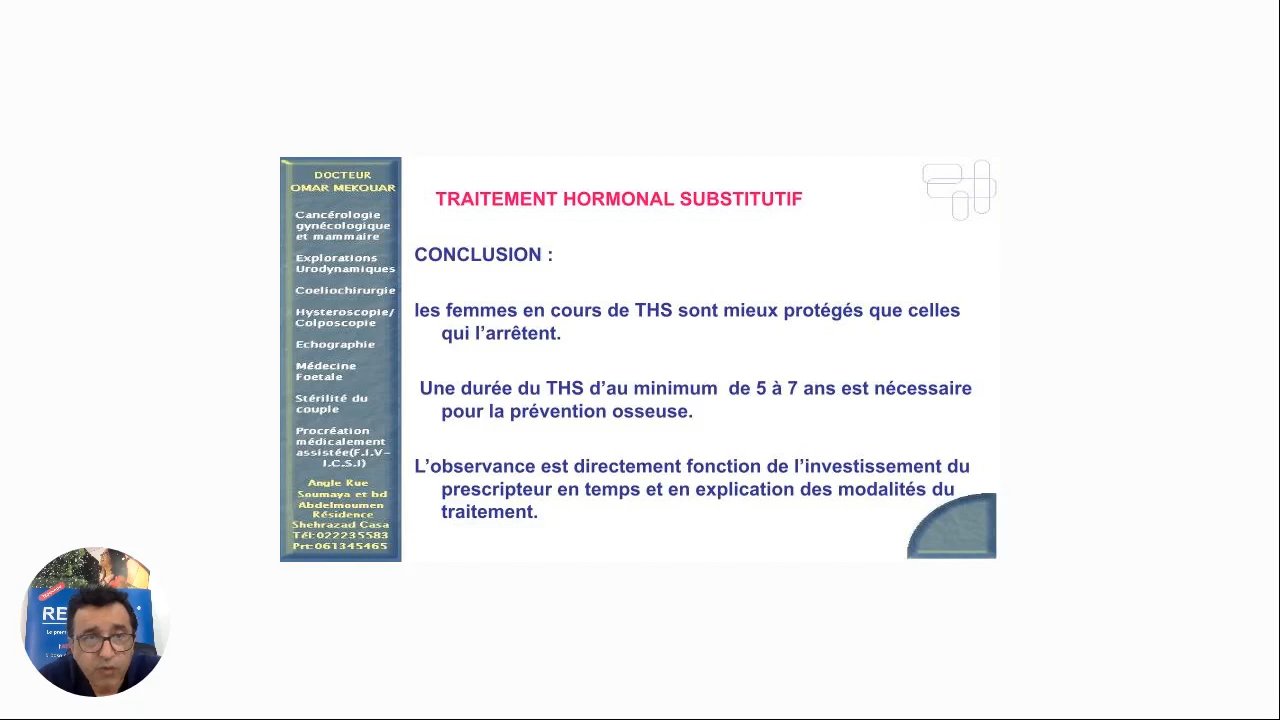 DOCTEUR
OMAR MEKOUAR
Cancérologie
gynécologique
et mammaire
Explorations
Urodynamiques
Coeliochirurgie
Hysteroscopie/
Colposcopie
Echographie
Médecine
Foetale
Stérilité du
couple
Procréation
médicalement
assistée(F.I.V-
I.C.S.I)
Angle Rue
Soumaya et bd
Abdelmoumen
Résidence
Shehrazad Casa
Tél:022235583
Prt:061345465
TRAITEMENT HORMONAL SUBSTITUTIF
CONCLUSION :
les femmes en cours de THS sont mieux protégés que celles
qui l’arrêtent.
Une durée du THS d’au minimum de 5 à 7 ans est nécessaire
pour la prévention osseuse.
L’observance est directement fonction de l’investissement du
prescripteur en temps et en explication des modalités du
traitement.
RE
Le prem